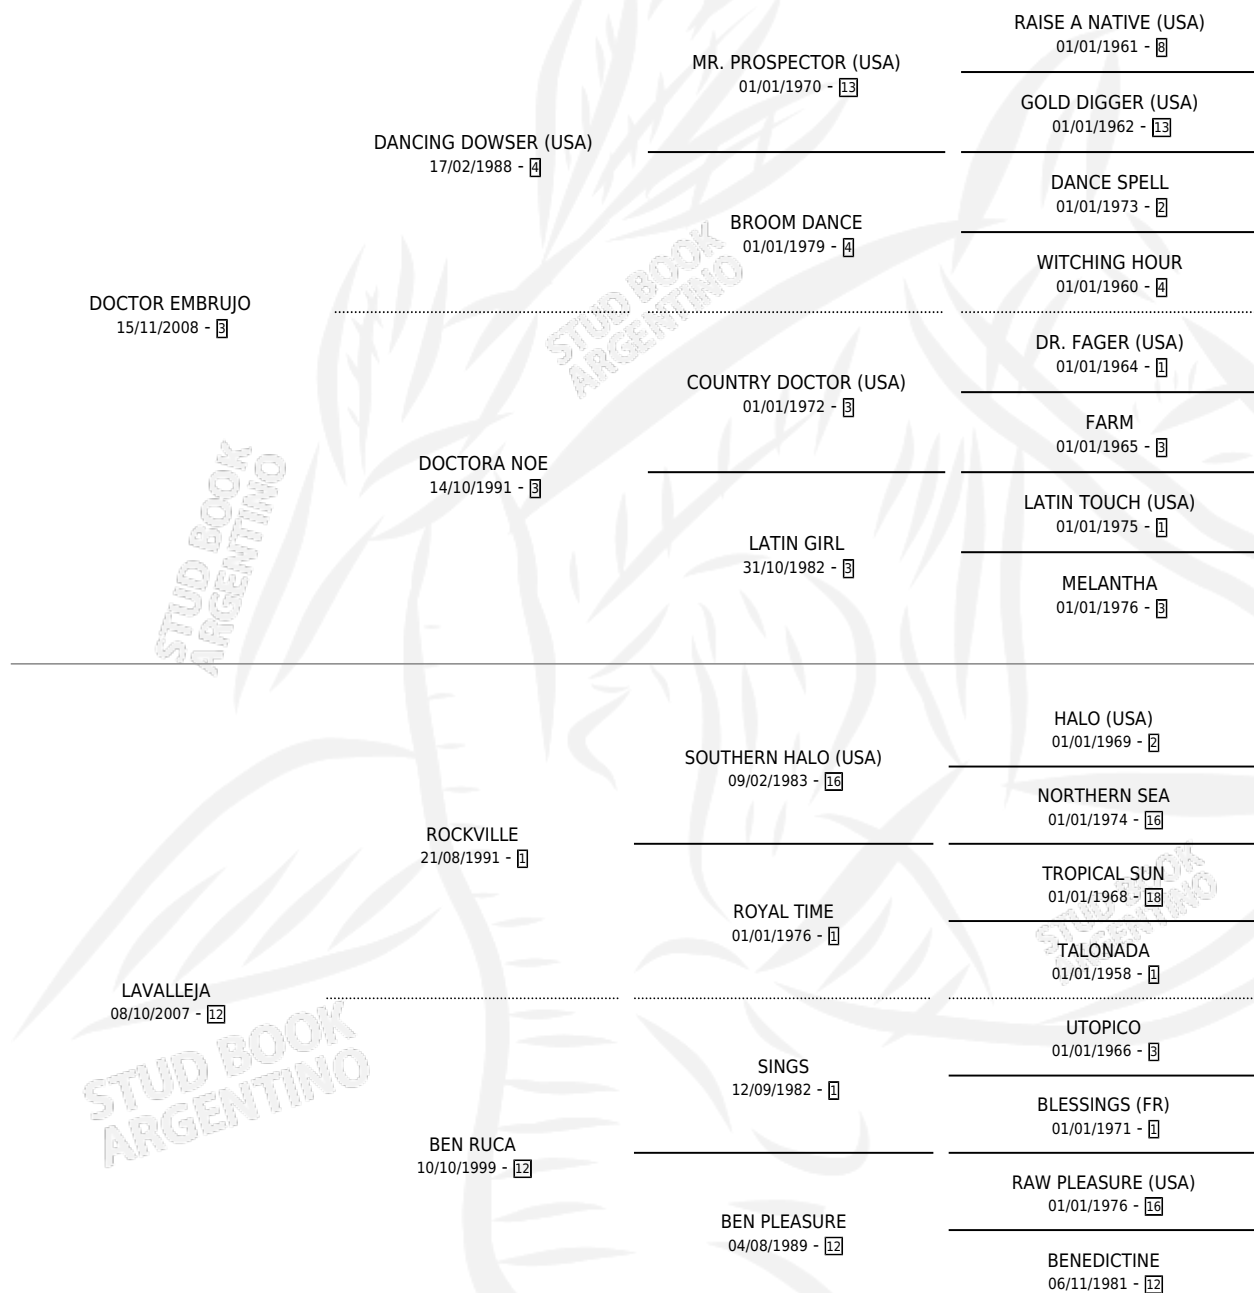 RAISE A NATIVE (USA)
01/01/1961 - 8
MR. PROSPECTOR (USA)
01/01/1970 - 13
GOLD DIGGER (USA)
01/01/1962 - 13
DANCING DOWSER (USA)
17/02/1988 - 4
DANCE SPELL
01/01/1973 - 2
BROOM DANCE
01/01/1979 - 4
WITCHING HOUR
01/01/1960 - 4
DOCTOR EMBRUJO
15/11/2008 - 3
DR. FAGER (USA)
01/01/1964 - 1
COUNTRY DOCTOR (USA)
01/01/1972 - 3
FARM
01/01/1965 - 3
DOCTORA NOE
14/10/1991 - 3
LATIN TOUCH (USA)
01/01/1975 - 1
LATIN GIRL
31/10/1982 - 3
MELANTHA
01/01/1976 - 3
HALO (USA)
01/01/1969 - 2
SOUTHERN HALO (USA)
09/02/1983 - 16
NORTHERN SEA
01/01/1974 - 16
ROCKVILLE
21/08/1991 - 1
TROPICAL SUN
01/01/1968 - 18
ROYAL TIME
01/01/1976 - 1
TALONADA
01/01/1958 - 1
LAVALLEJA
08/10/2007 - 12
UTOPICO
01/01/1966 - 3
SINGS
12/09/1982 - 1
BLESSINGS (FR)
01/01/1971 - 1
BEN RUCA
10/10/1999 - 12
RAW PLEASURE (USA)
01/01/1976 - 16
BEN PLEASURE
04/08/1989 - 12
BENEDICTINE
06/11/1981 - 12
STUD BOOK
ARGENTINO
STUD BOOK
ARGENTINO
STUD BOOK
ARGENTINO
STUD BOOK
ARGENTINO